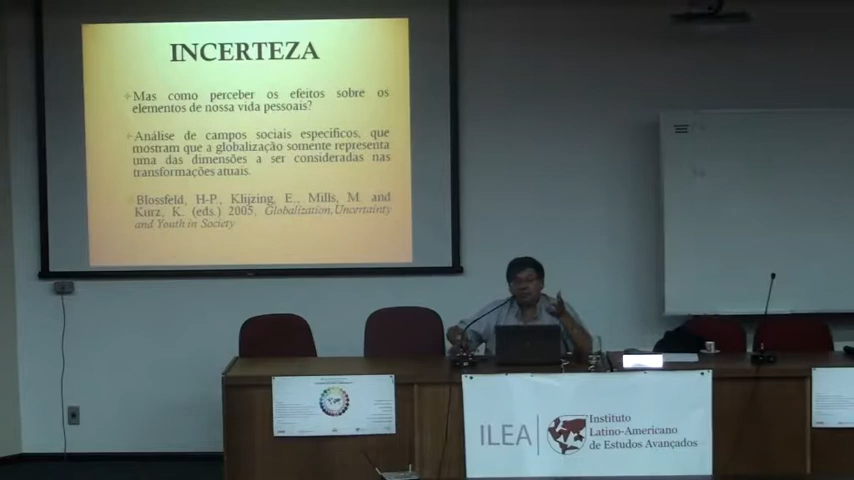 INCERTEZA
Mas como perceber os efeitos sobre os
elementos de nossa vida pessoais?
Análise de campos sociais específicos, que
mostram que a globalização somente representa
uma das dimensões a ser consideradas nas
transformações atuais.
Blossfeld, H-P., Klijzing, E., Mills, M. and
Kurz, K. (eds.) 2005, Globalization, Uncertainty
and Youth in Society
ILEA
Instituto
Latino-Americano
de Estudos Avançados